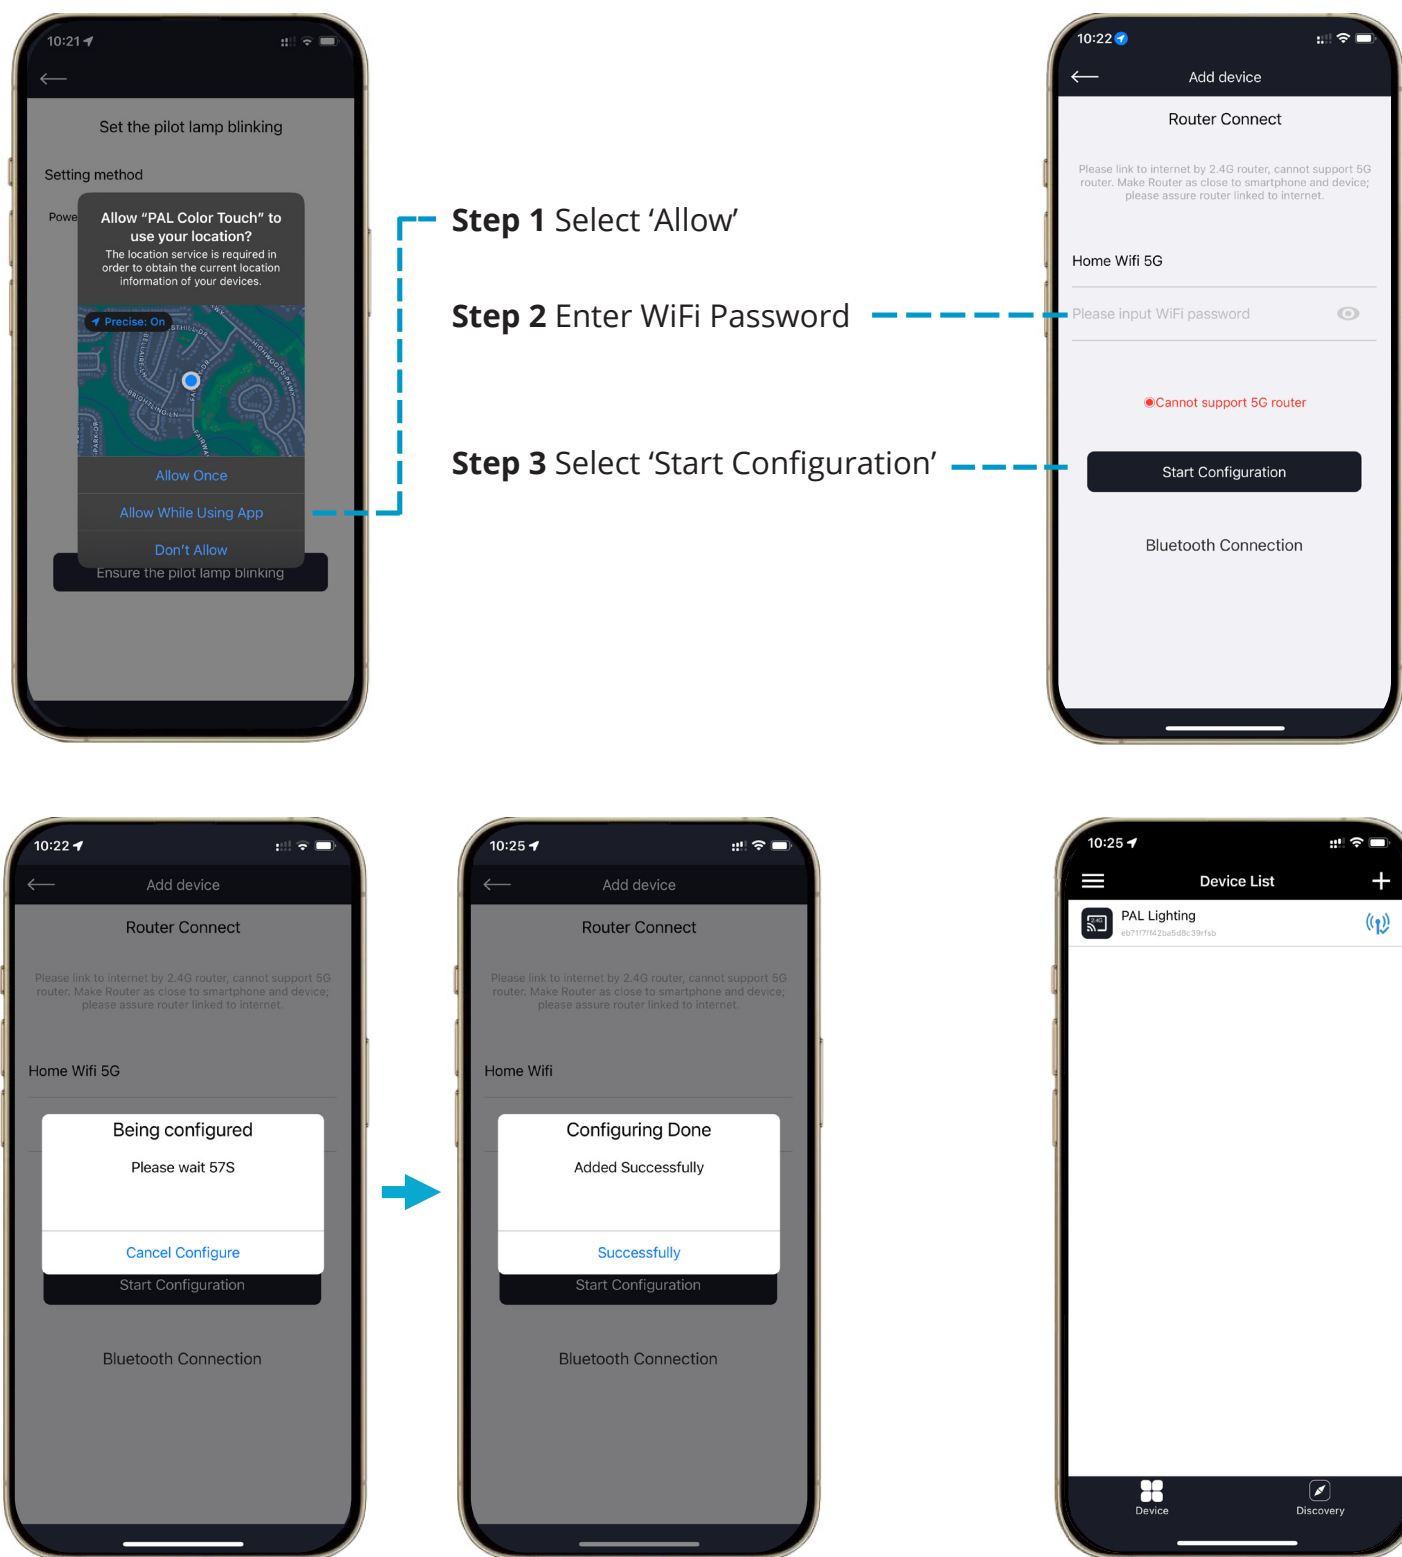 10:21
Set the pilot lamp blinking
Setting method
Powe
Allow “PAL Color Touch” to
use your location?
The location service is required in
order to obtain the current location
information of your devices.
Precise: On
Allow Once
Allow While Using App
Don’t Allow
Ensure the pilot lamp blinking
Step 1 Select ‘Allow’
Step 2 Enter WiFi Password
Step 3 Select ‘Start Configuration’
10:22
Add device
Router Connect
Please link to internet by 2.4G router, cannot support 5G
router. Make Router as close to smartphone and device;
please assure router linked to internet.
Home Wifi 5G
Please input WiFi password
Cannot support 5G router
Start Configuration
Bluetooth Connection
10:22
Add device
Router Connect
Please link to internet by 2.4G router, cannot support 5G
router. Make Router as close to smartphone and device;
please assure router linked to internet.
Home Wifi 5G
Being configured
Please wait 57S
Cancel Configure
Start Configuration
Bluetooth Connection
10:25
Add device
Router Connect
Please link to internet by 2.4G router, cannot support 5G
router. Make Router as close to smartphone and device;
please assure router linked to internet.
Home Wifi
Configuring Done
Added Successfully
Successfully
Start Configuration
Bluetooth Connection
10:25
Device List
PAL Lighting
Device
Discovery